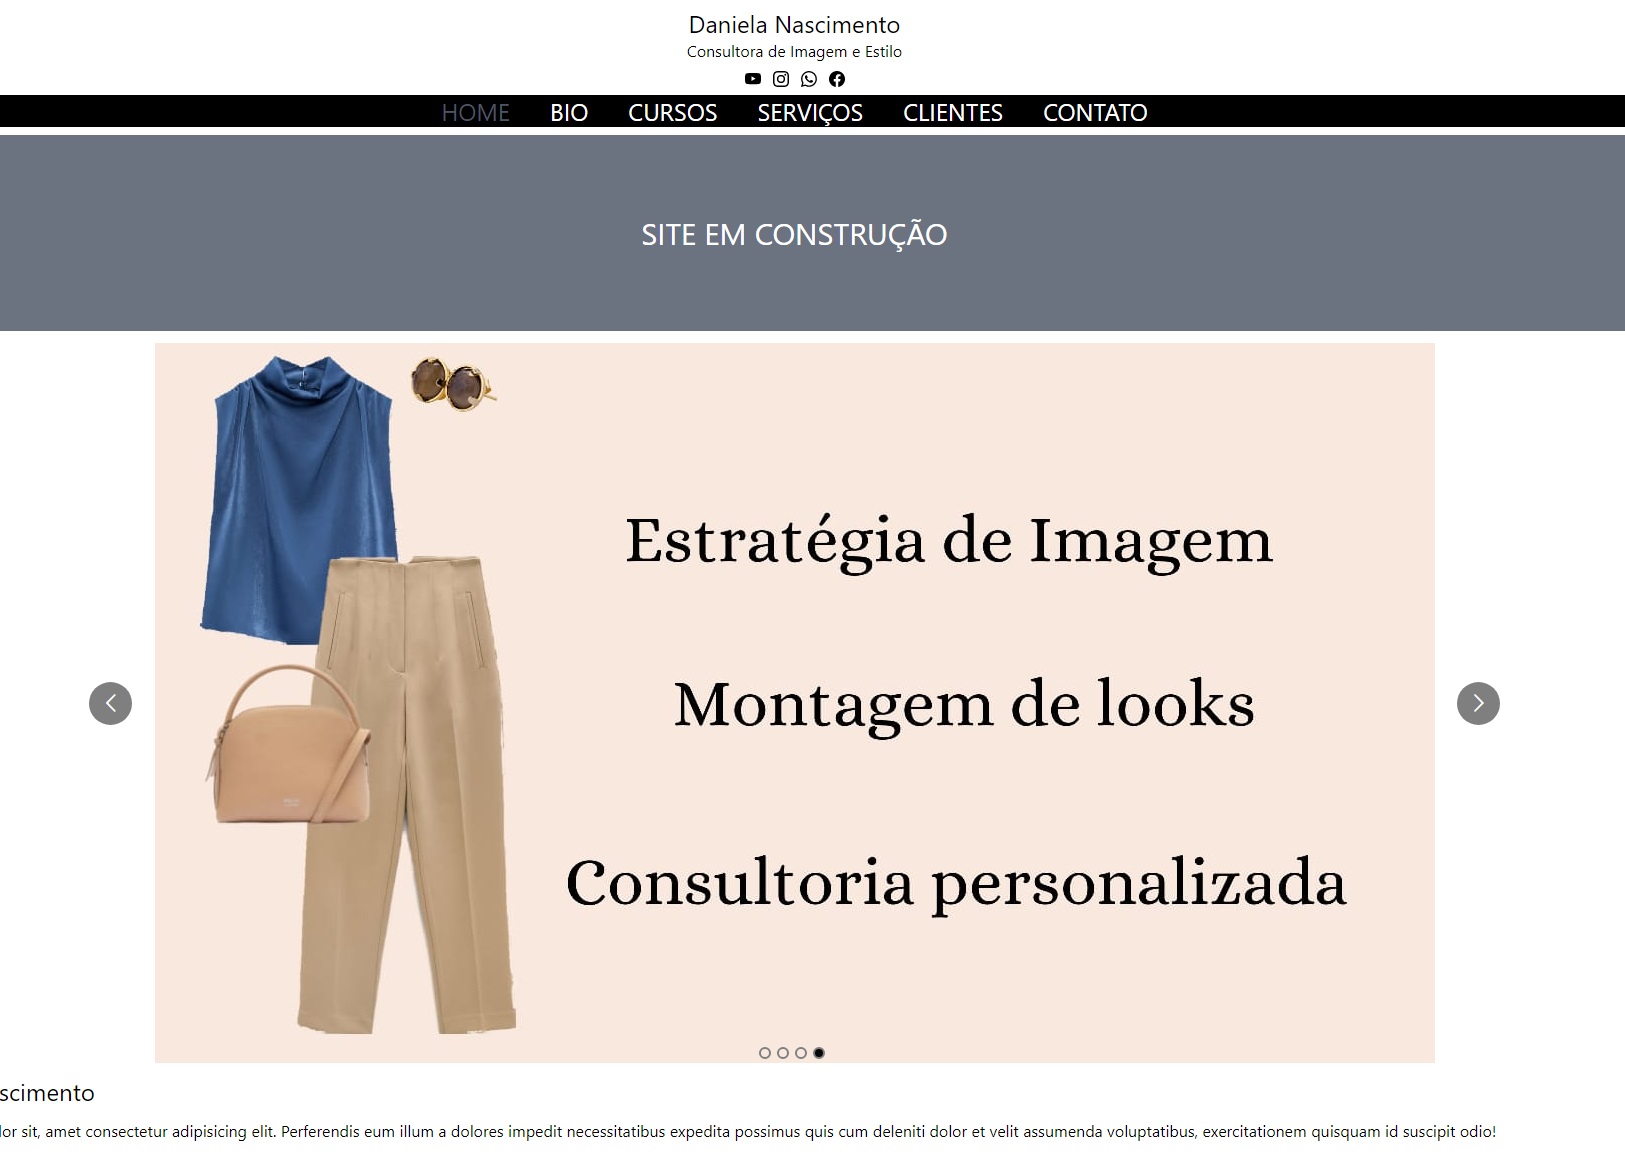 Daniela Nascimento
Consultora de Imagem e Estilo
HOME BIO CURSOS SERVIÇOS CLIENTES CONTATO
SITE EM CONSTRUÇÃO
Estratégia de Imagem
Montagem de looks
Consultoria personalizada
scimento
lor sit, amet consectetur adipisicing elit. Perferendis eum illum a dolores impedit necessitatibus expedita possimus quis cum deleniti dolor et velit assumenda voluptatibus, exercitationem quisquam id suscipit odio!